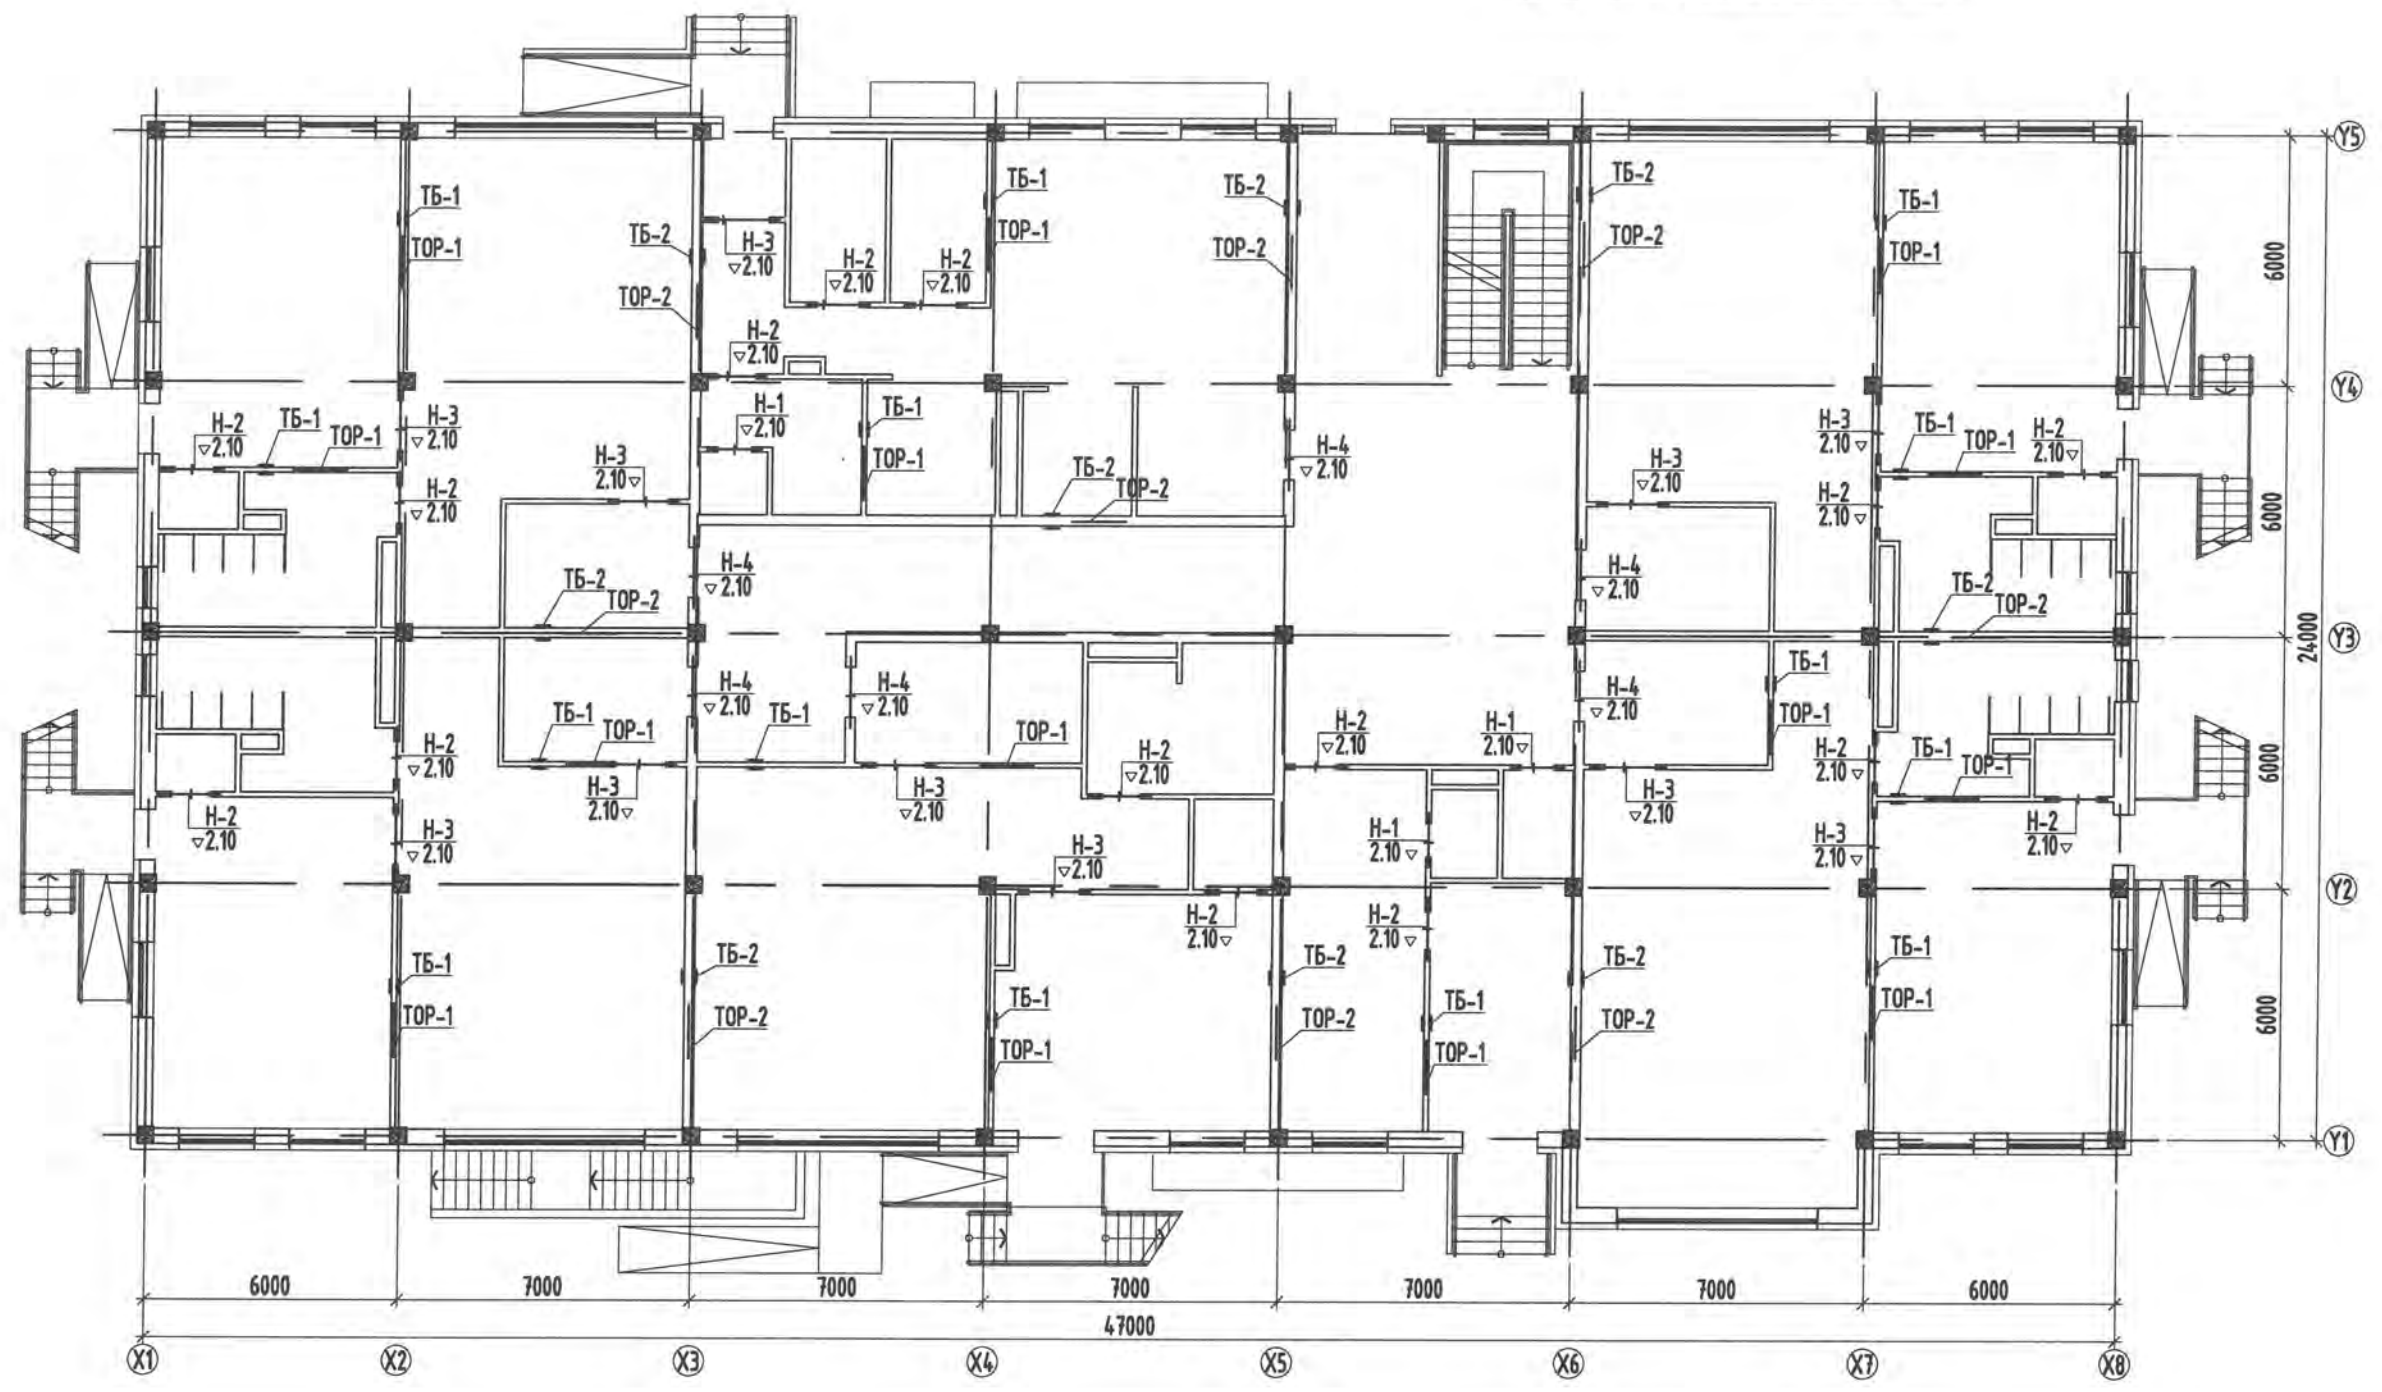 Y5
ТБ-1
ТБ-2
ТБ-2
ТБ-1
ТБ-1
ТБ-2
ТОР-1
Н-3
▽2.10
ТОР-1
ТОР-2
ТОР-2
ТОР-1
6000
Н-2
▽2.10
Н-2
▽2.10
ТОР-2
Н-2
▽2.10
Y4
Н-1
▽2.10
ТБ-1
Н-2
▽2.10
ТБ-1
ТОР-1
Н-3
▽2.10
Н-3
2.10▽
ТОР-1
Н-4
▽2.10
Н-3
2.10▽
Н-3
▽2.10
ТБ-1
ТОР-1
Н-2
2.10▽
Н-2
▽2.10
ТБ-2
ТОР-2
Н-2
2.10▽
6000
ТБ-2
ТОР-2
Н-4
▽2.10
Н-4
▽2.10
ТБ-2
ТОР-2
24000
Y3
Н-4
▽2.10
Н-4
▽2.10
Н-4
▽2.10
ТБ-1
ТБ-1
ТОР-1
ТБ-1
ТОР-1
Н-2
▽2.10
Н-1
2.10▽
ТОР-1
Н-2
▽2.10
Н-2
▽2.10
Н-2
2.10▽
ТБ-1
ТОР-1
6000
Н-3
2.10▽
Н-3
▽2.10
Н-3
▽2.10
Н-2
▽2.10
Н-3
▽2.10
Н-1
2.10▽
Н-3
2.10▽
Н-2
2.10▽
Н-3
▽2.10
Y2
Н-2
2.10▽
Н-2
2.10▽
ТБ-1
ТБ-2
ТБ-2
ТБ-2
ТБ-1
ТБ-1
ТБ-1
ТОР-1
ТОР-1
ТОР-2
ТОР-2
ТОР-2
6000
ТОР-1
ТОР-1
Y1
6000
7000
7000
7000
7000
7000
6000
47000
X1
X2
X3
X4
X5
X6
X7
X8